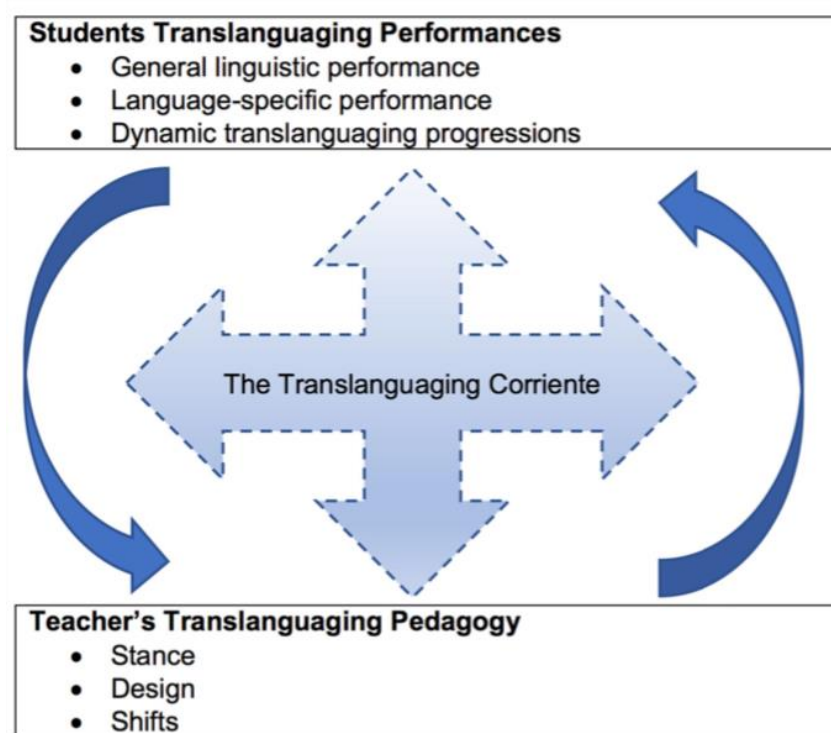 Students Translanguaging Performances
• General linguistic performance
• Language-specific performance
• Dynamic translanguaging progressions
The Translanguaging Corriente
Teacher's Translanguaging Pedagogy
• Stance
• Design
• Shifts